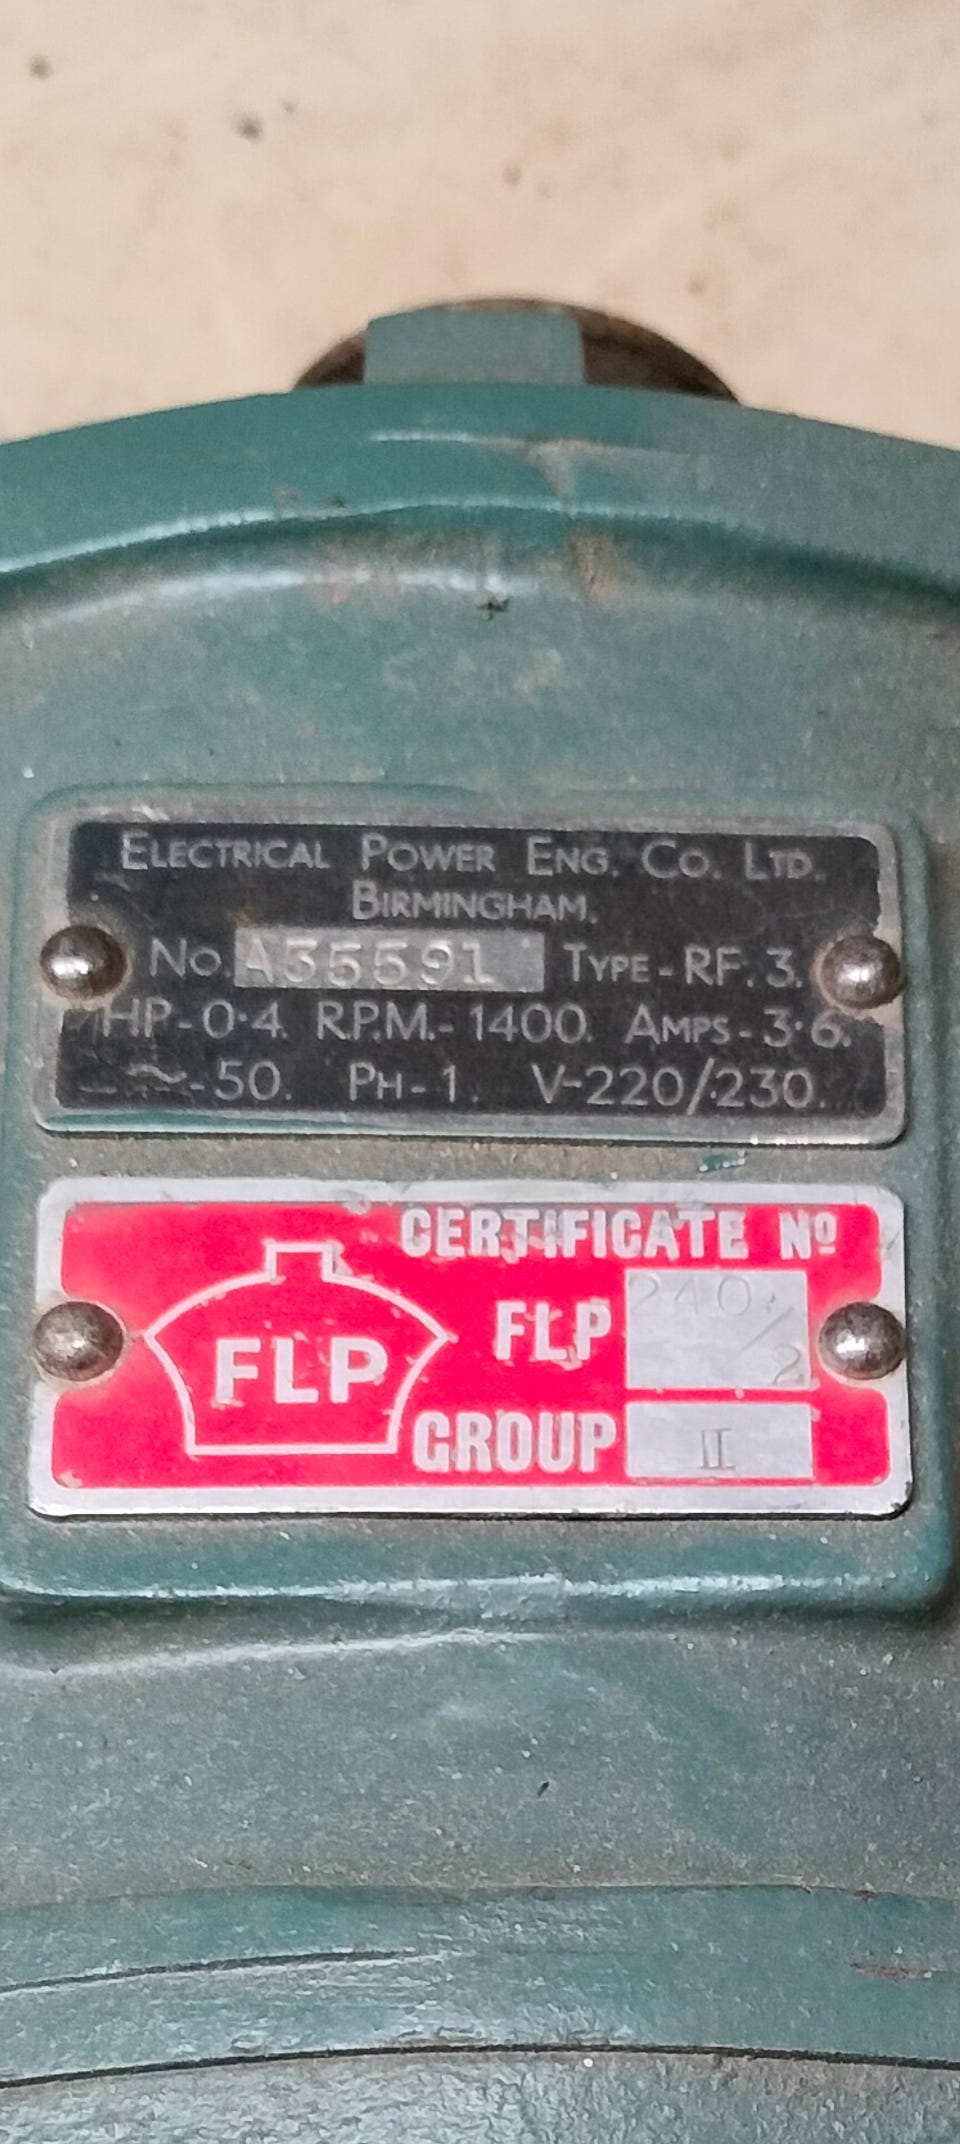 ELECTRICAL POWER ENG. CO. LTD.
BIRMINGHAM.
No. A35591 TYPE-RF.3.
HP-0·4. R.P.M.-1400. AMPS-3·6.
~-50. PH-1. V-220/230.
CERTIFICATE Nº
FLP 240/2
FLP
GROUP II